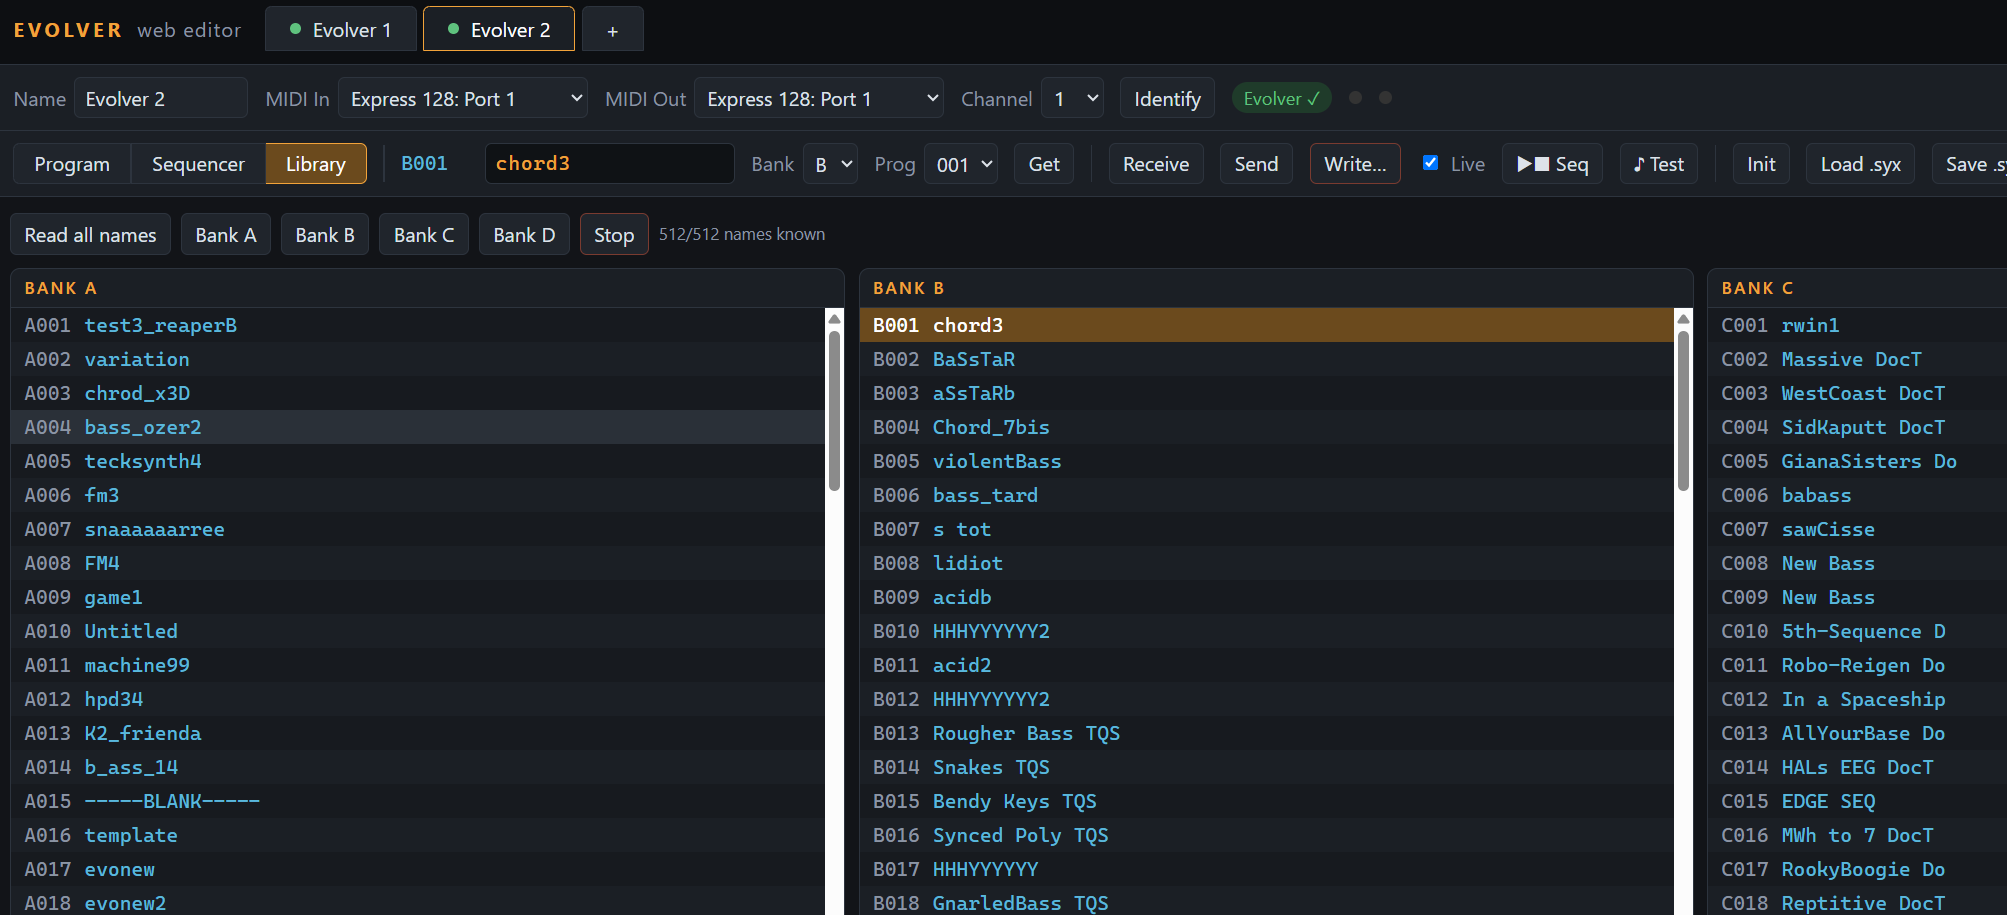 EVOLVER web editor Evolver 1 Evolver 2 +
Name Evolver 2 MIDI In Express 128: Port 1 MIDI Out Express 128: Port 1 Channel 1 Identify Evolver ✓
Program Sequencer Library B001 chord3 Bank B Prog 001 Get Receive Send Write... Live ▶■ Seq ♪ Test Init Load .syx Save .sy
Read all names Bank A Bank B Bank C Bank D Stop 512/512 names known
BANK A
A001 test3_reaperB
A002 variation
A003 chrod_x3D
A004 bass_ozer2
A005 tecksynth4
A006 fm3
A007 snaaaaaarree
A008 FM4
A009 game1
A010 Untitled
A011 machine99
A012 hpd34
A013 K2_frienda
A014 b_ass_14
A015 -----BLANK-----
A016 template
A017 evonew
A018 evonew2
BANK B
B001 chord3
B002 BaSsTaR
B003 aSsTaRb
B004 Chord_7bis
B005 violentBass
B006 bass_tard
B007 s tot
B008 lidiot
B009 acidb
B010 HHHYYYYYY2
B011 acid2
B012 HHHYYYYYY2
B013 Rougher Bass TQS
B014 Snakes TQS
B015 Bendy Keys TQS
B016 Synced Poly TQS
B017 HHHYYYYYY
B018 GnarledBass TQS
BANK C
C001 rwin1
C002 Massive DocT
C003 WestCoast DocT
C004 SidKaputt DocT
C005 GianaSisters Do
C006 babass
C007 sawCisse
C008 New Bass
C009 New Bass
C010 5th-Sequence D
C011 Robo-Reigen Do
C012 In a Spaceship
C013 AllYourBase Do
C014 HALs EEG DocT
C015 EDGE SEQ
C016 MWh to 7 DocT
C017 RookyBoogie Do
C018 Reptitive DocT